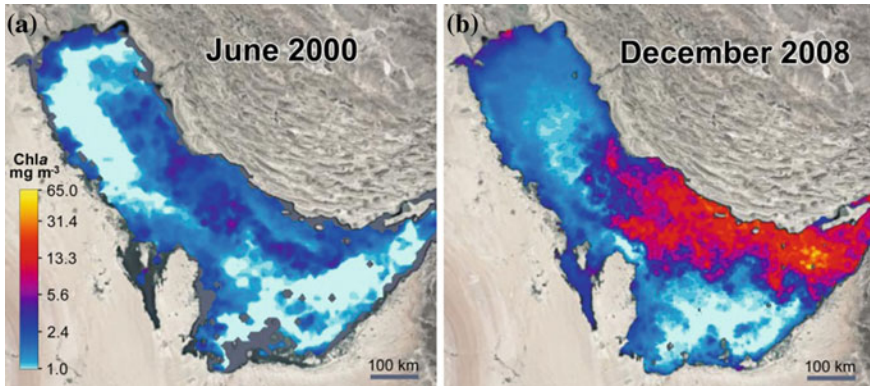 (a)
June 2000
Chla
mg m-3
65.0
31.4
13.3
5.6
2.4
1.0
100 km
(b)
December 2008
100 km